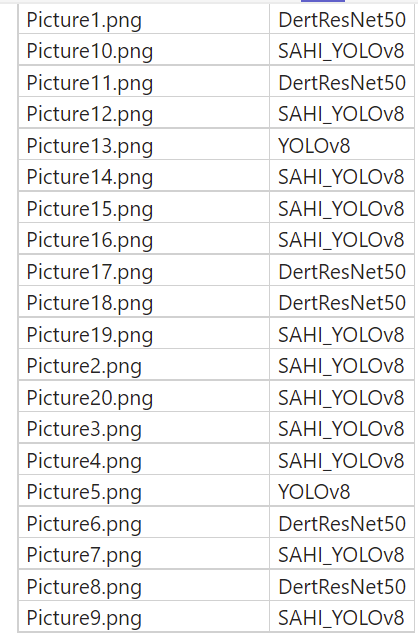 Picture1.png DertResNet50
Picture10.png SAHI_YOLOv8
Picture11.png DertResNet50
Picture12.png SAHI_YOLOv8
Picture13.png YOLOv8
Picture14.png SAHI_YOLOv8
Picture15.png SAHI_YOLOv8
Picture16.png SAHI_YOLOv8
Picture17.png DertResNet50
Picture18.png DertResNet50
Picture19.png SAHI_YOLOv8
Picture2.png SAHI_YOLOv8
Picture20.png SAHI_YOLOv8
Picture3.png SAHI_YOLOv8
Picture4.png SAHI_YOLOv8
Picture5.png YOLOv8
Picture6.png DertResNet50
Picture7.png SAHI_YOLOv8
Picture8.png DertResNet50
Picture9.png SAHI_YOLOv8